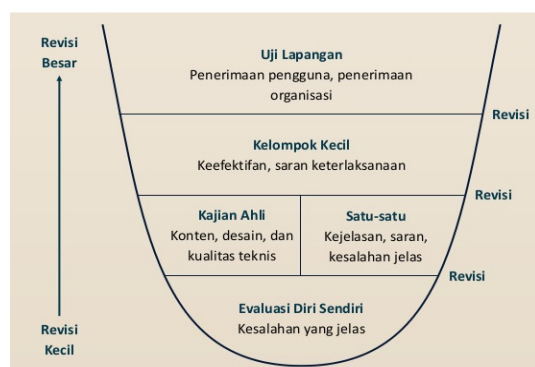 Revisi
Besar
Uji Lapangan
Penerimaan pengguna, penerimaan
organisasi
Revisi
Kelompok Kecil
Keefektifan, saran keterlaksanaan
Revisi
Kajian Ahli
Konten, desain, dan
kualitas teknis
Satu-satu
Kejelasan, saran,
kesalahan jelas
Revisi
Evaluasi Diri Sendiri
Kesalahan yang jelas
Revisi
Kecil